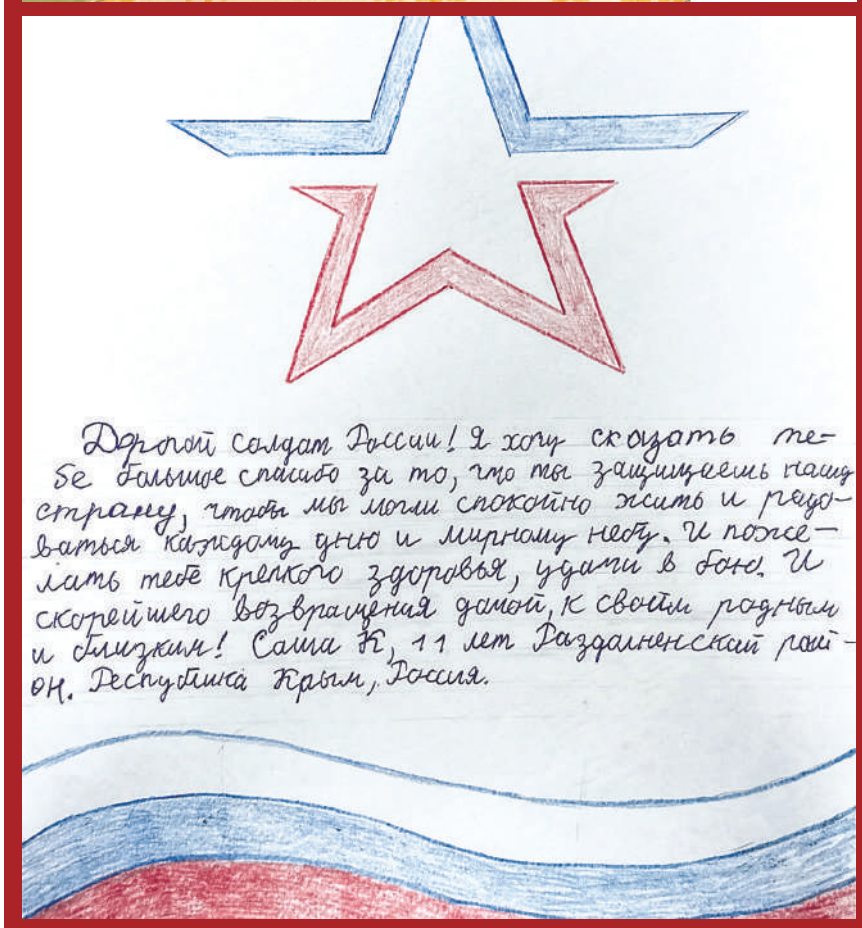 Дорогой солдат России! Я хочу сказать те-
бе большое спасибо за то, что ты защищаешь нашу
страну, чтобы мы могли спокойно жить и радо-
ваться каждому дню и мирному небу. И поже-
лать тебе крепкого здоровья, удачи в бою. И
скорейшего возвращения домой, к своим родным
и близким! Саша К, 11 лет Раздолненский рай-
он. Республика Крым, Россия.